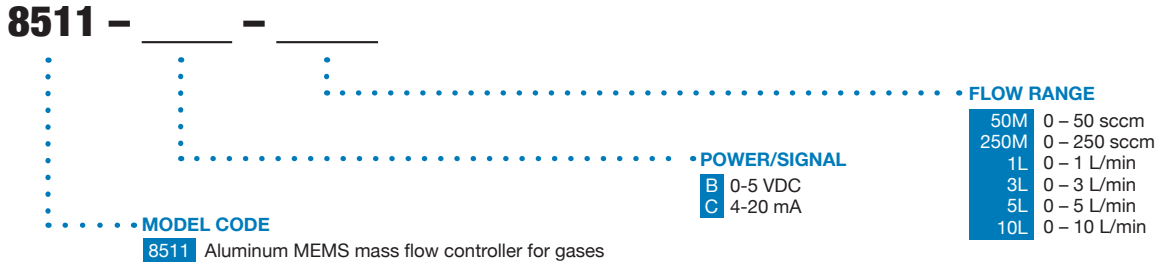 8511 – ____ – ____
FLOW RANGE
50M 0 – 50 sccm
250M 0 – 250 sccm
1L 0 – 1 L/min
3L 0 – 3 L/min
5L 0 – 5 L/min
10L 0 – 10 L/min
POWER/SIGNAL
B 0-5 VDC
C 4-20 mA
MODEL CODE
8511 Aluminum MEMS mass flow controller for gases